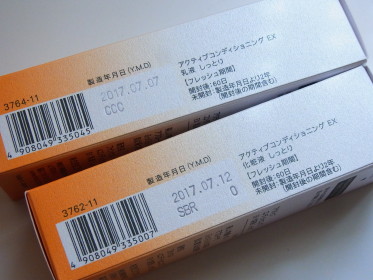 3764-11
4 908049 335045
製造年月日(Y.M.D)
2017.07.07
CCC
アクティブコンディショニング EX
乳液 しっとり
【フレッシュ期間】
開封後:60日
未開封:製造年月日より2年
(開封後の期間含む)
3762-11
4 908049 335007
製造年月日(Y.M.D)
2017.07.12
SBR O
アクティブコンディショニング EX
化粧液 しっとり
【フレッシュ期間】
開封後:60日
未開封:製造年月日より2年
(開封後の期間含む)